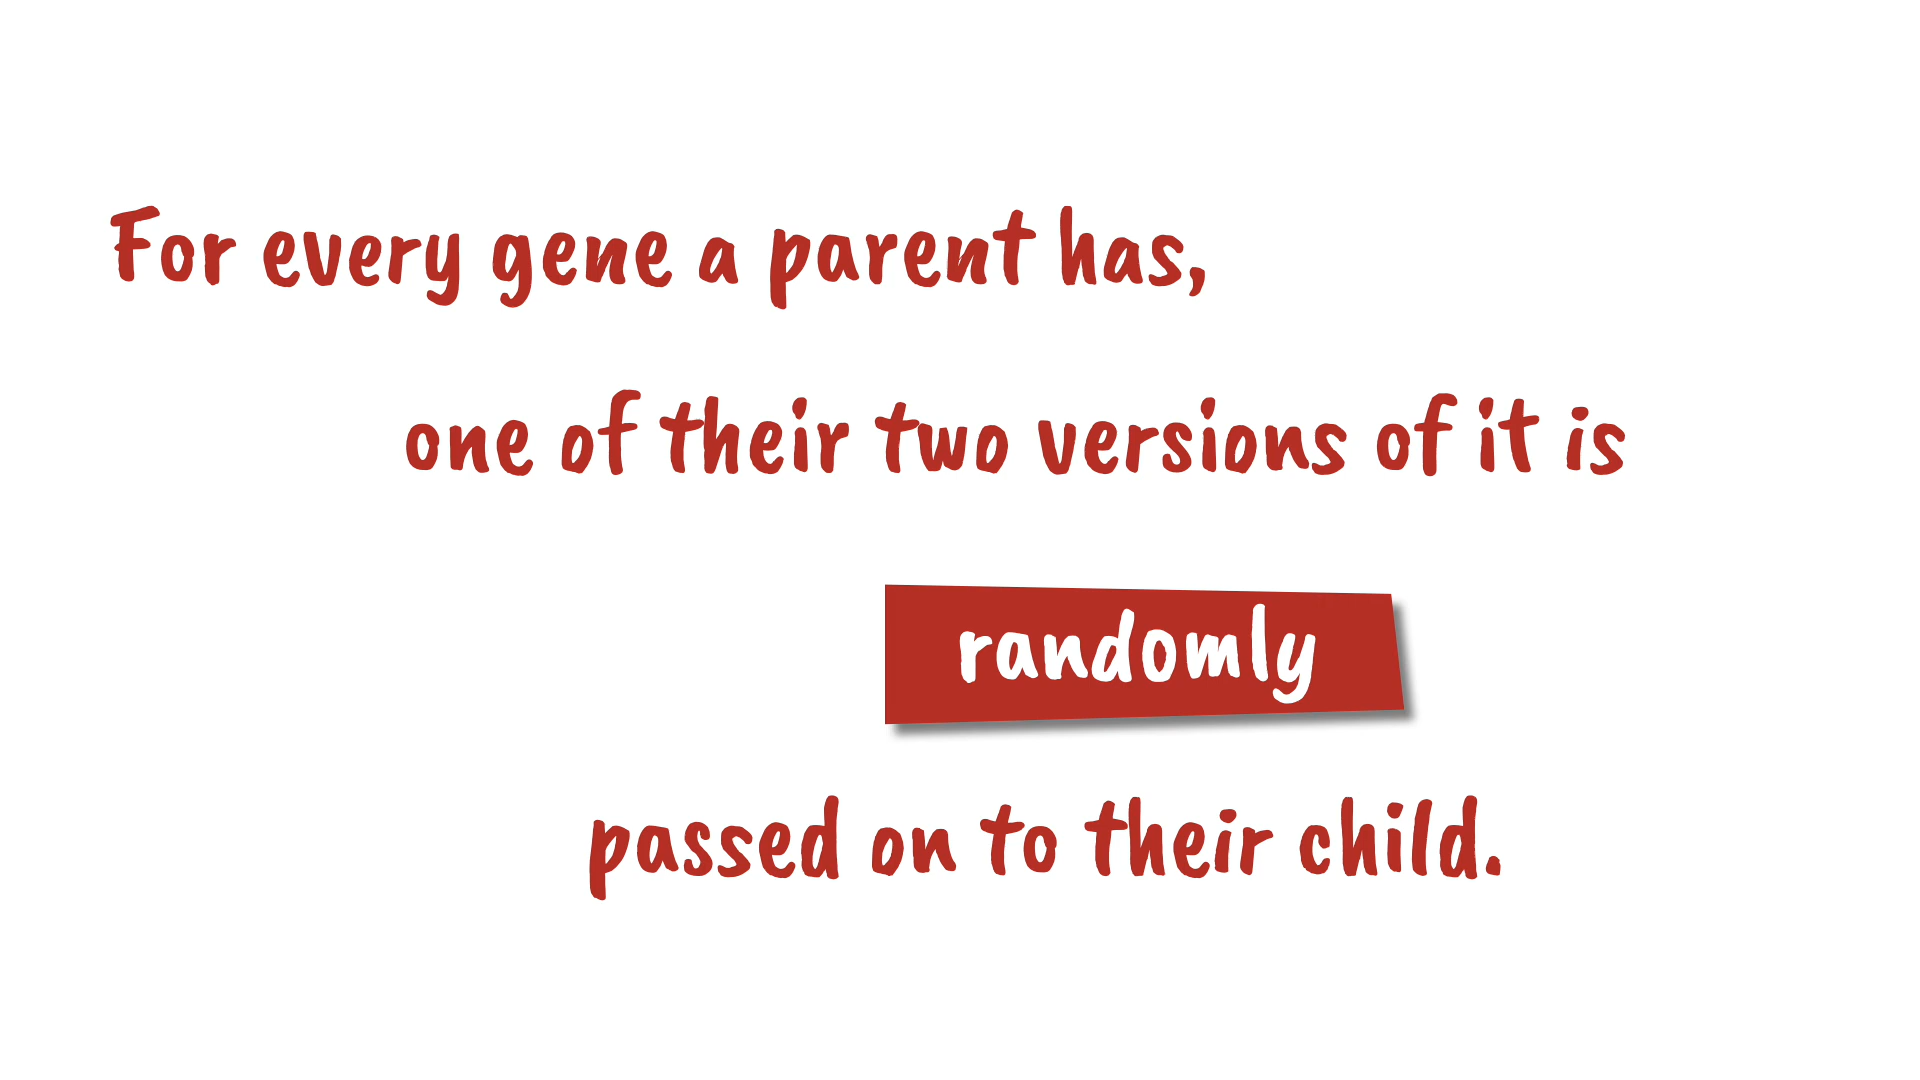 For every gene a parent has,
one of their two versions of it is
randomly
passed on to their child.